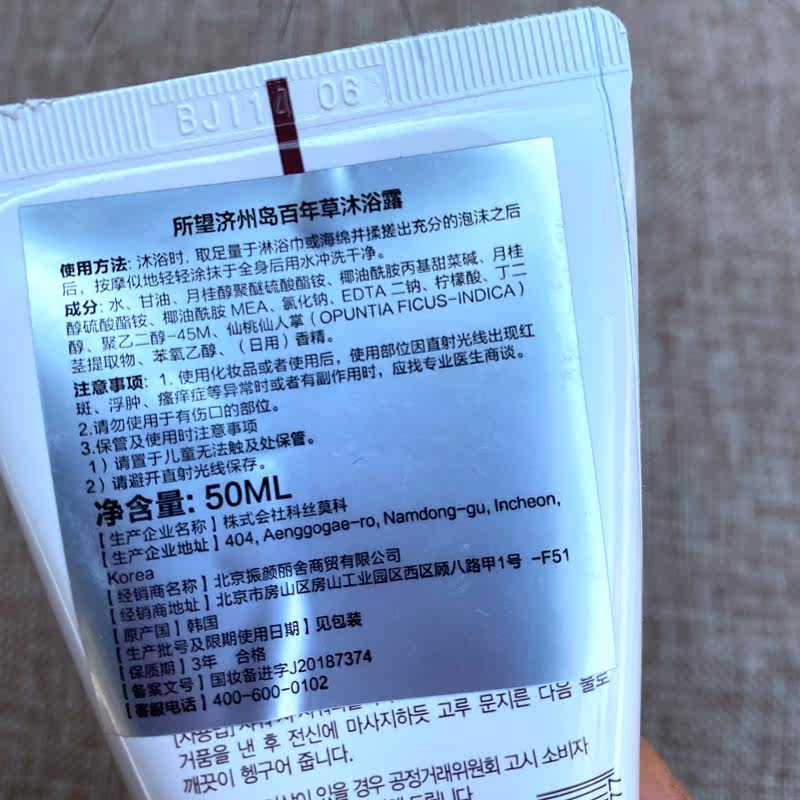 BJI14 06
所望济州岛百年草沐浴露
使用方法: 沐浴时, 取足量于淋浴巾或海绵并揉搓出充分的泡沫之后
后, 按摩似地轻轻涂抹于全身后用水冲洗干净。
成分: 水、甘油、月桂醇聚醚硫酸酯铵、椰油酰胺丙基甜菜碱、月桂
醇硫酸酯铵、椰油酰胺 MEA、氯化钠、EDTA 二钠、柠檬酸、丁二
醇、聚乙二醇-45M、仙桃仙人掌 (OPUNTIA FICUS-INDICA)
茎提取物、苯氧乙醇、(日用) 香精。
注意事项: 1. 使用化妆品或者使用后, 使用部位因直射光线出现红
斑、浮肿、瘙痒症等异常时或者有副作用时, 应找专业医生商谈。
2.请勿使用于有伤口的部位。
3.保管及使用时注意事项
1) 请置于儿童无法触及处保管。
2) 请避开直射光线保存。
净含量: 50ML
【生产企业名称】株式会社科丝莫科
【生产企业地址】404, Aenggogae-ro, Namdong-gu, Incheon,
Korea
【经销商名称】北京振颜丽舍商贸有限公司
【经销商地址】北京市房山区房山工业园区西区顾八路甲1号 -F51
【原产国】韩国
【生产批号及限期使用日期】见包装
【保质期】3年 合格
【备案文号】国妆备进字J20187374
【客服电话】400-600-0102
문지른 다음 물로
거품을 낸 후 전신에 마사지하듯 고루
깨끗이 헹구어 줍니다.
있을 경우 공정거래위원회 고시 소비자